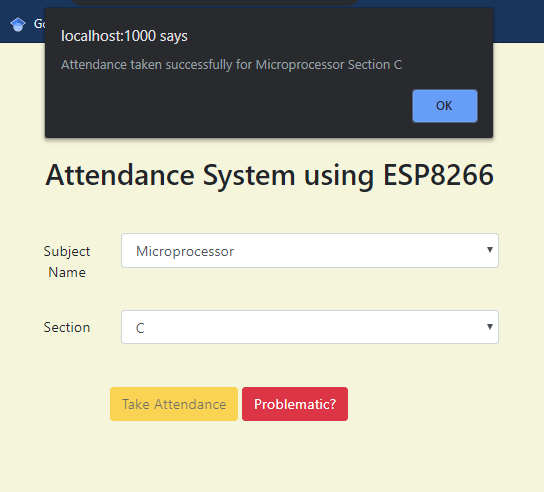 localhost:1000 says
Attendance taken successfully for Microprocessor Section C
OK
Attendance System using ESP8266
Subject
Name
Microprocessor
Section
C
Take Attendance
Problematic?